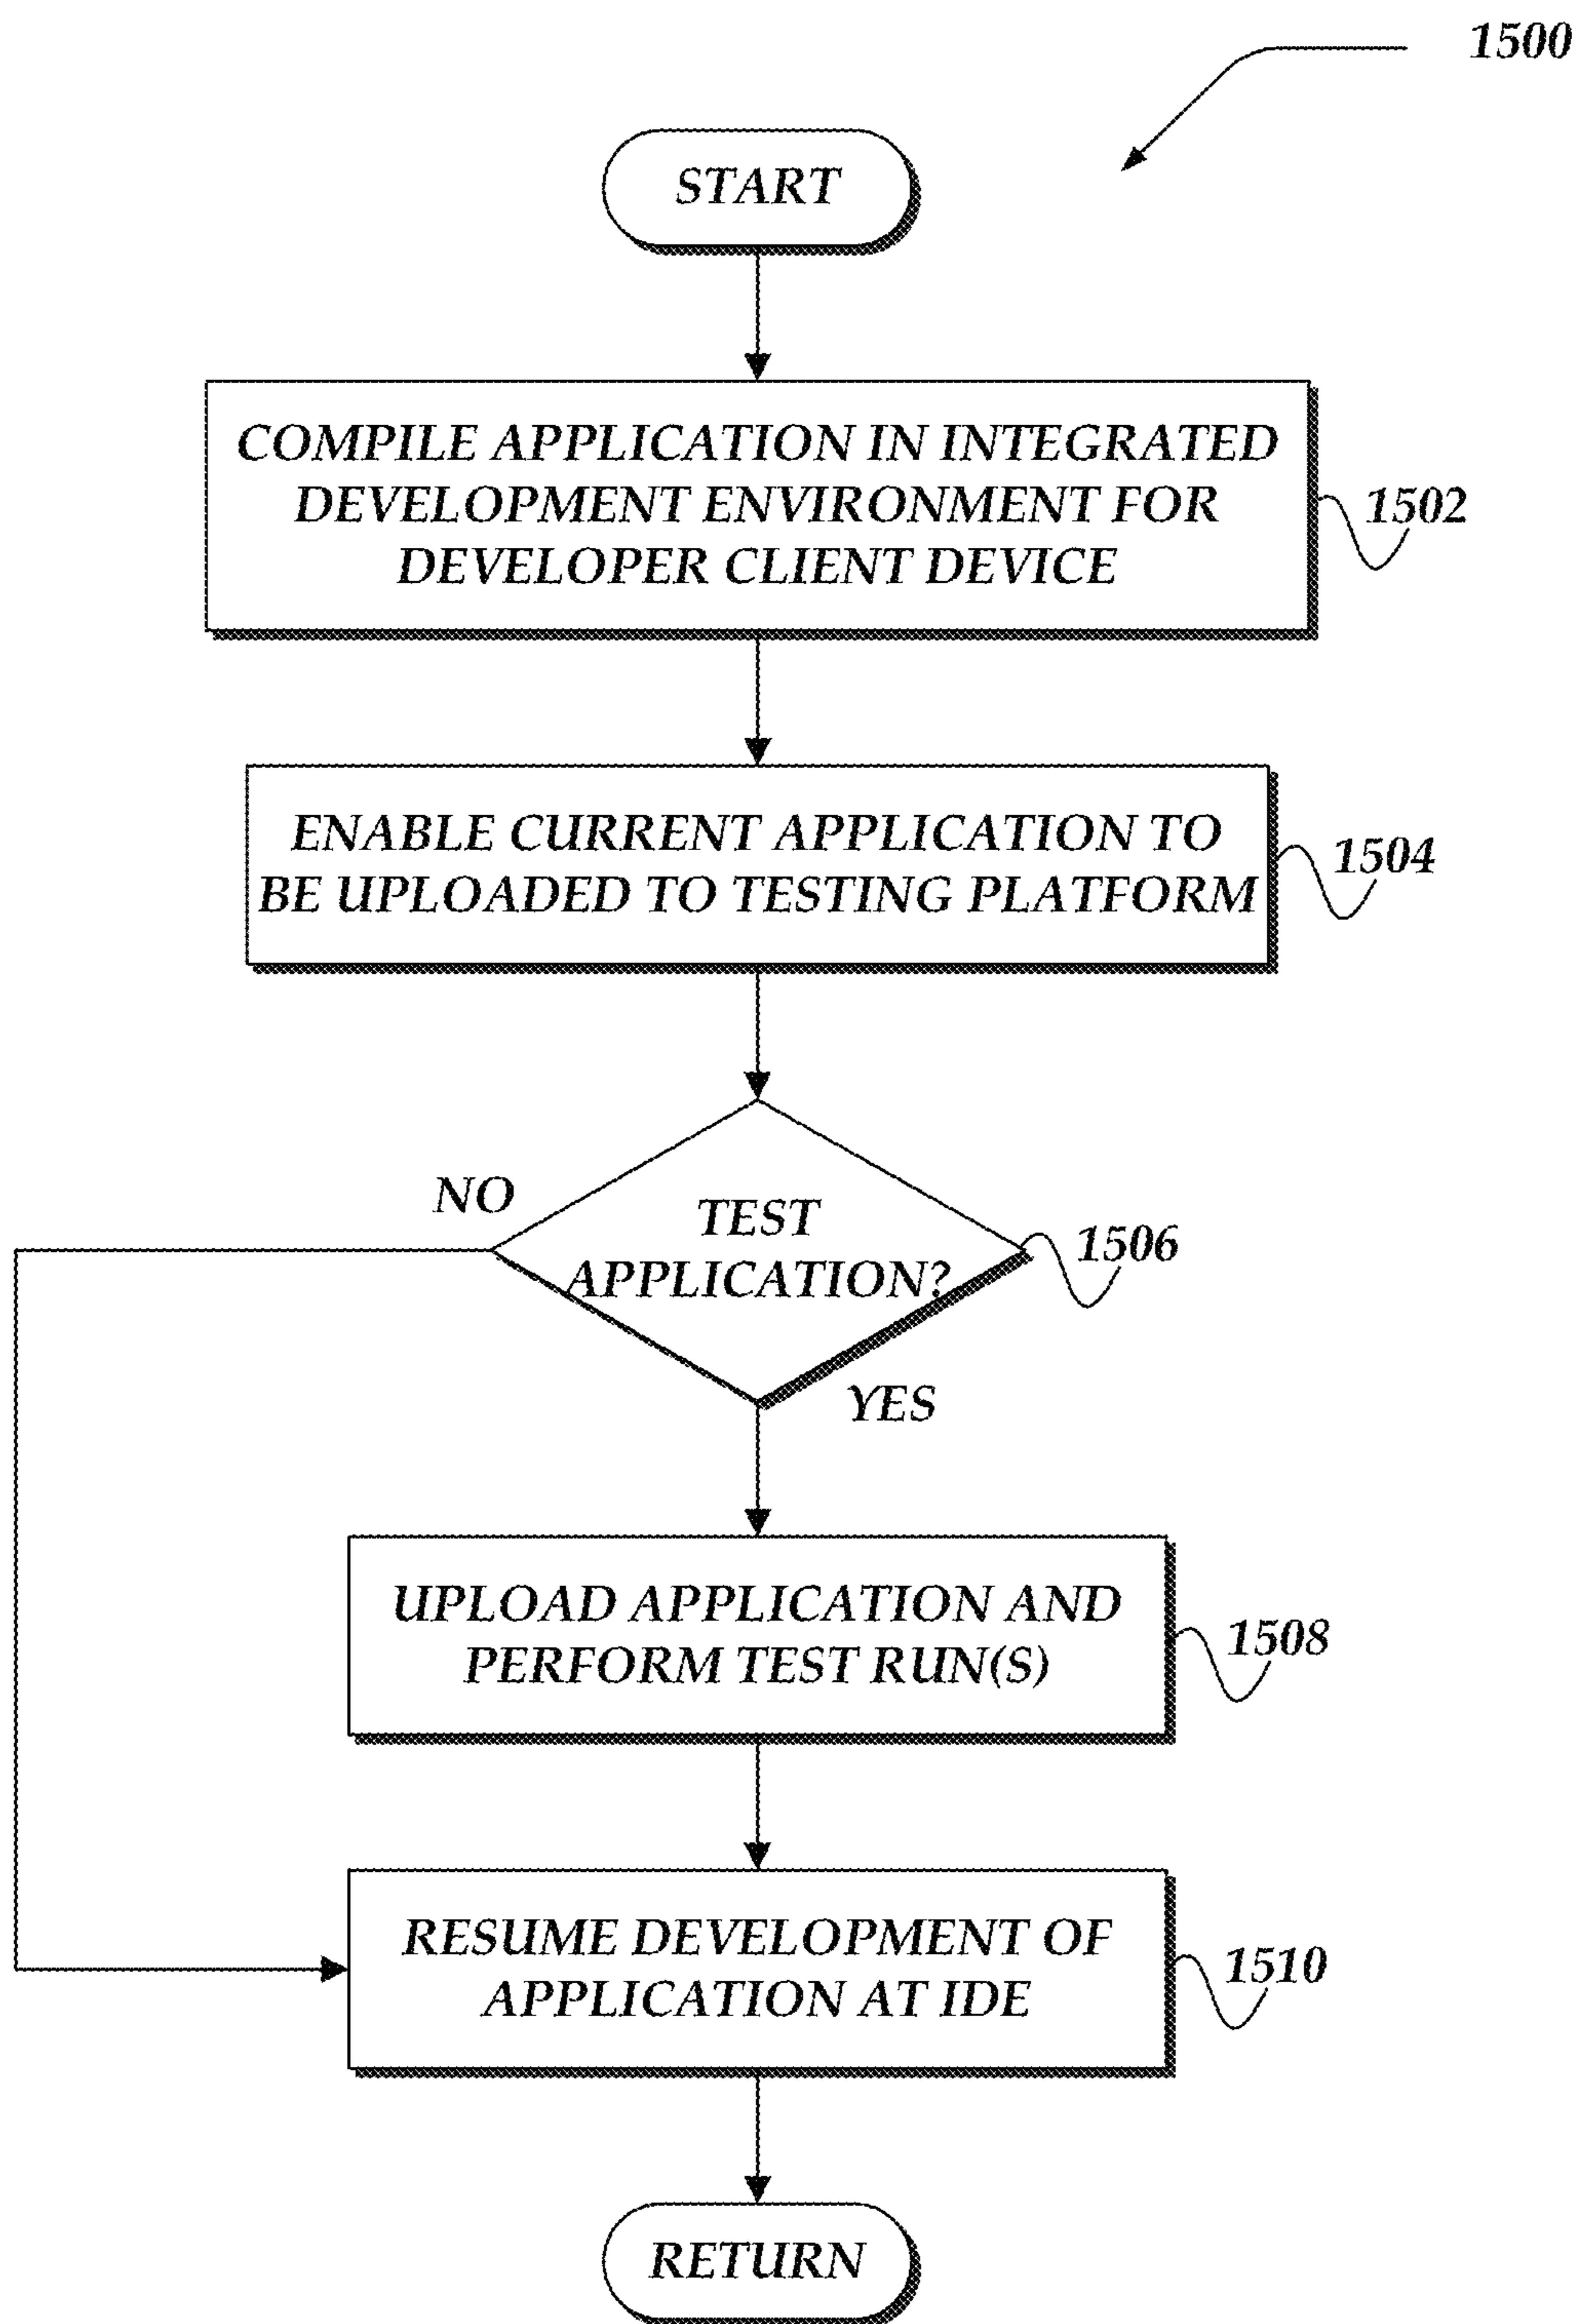 1500
START
COMPILE APPLICATION IN INTEGRATED
DEVELOPMENT ENVIRONMENT FOR
DEVELOPER CLIENT DEVICE
1502
ENABLE CURRENT APPLICATION TO
BE UPLOADED TO TESTING PLATFORM
1504
NO
TEST
APPLICATION?
1506
YES
UPLOAD APPLICATION AND
PERFORM TEST RUN(S)
1508
RESUME DEVELOPMENT OF
APPLICATION AT IDE
1510
RETURN